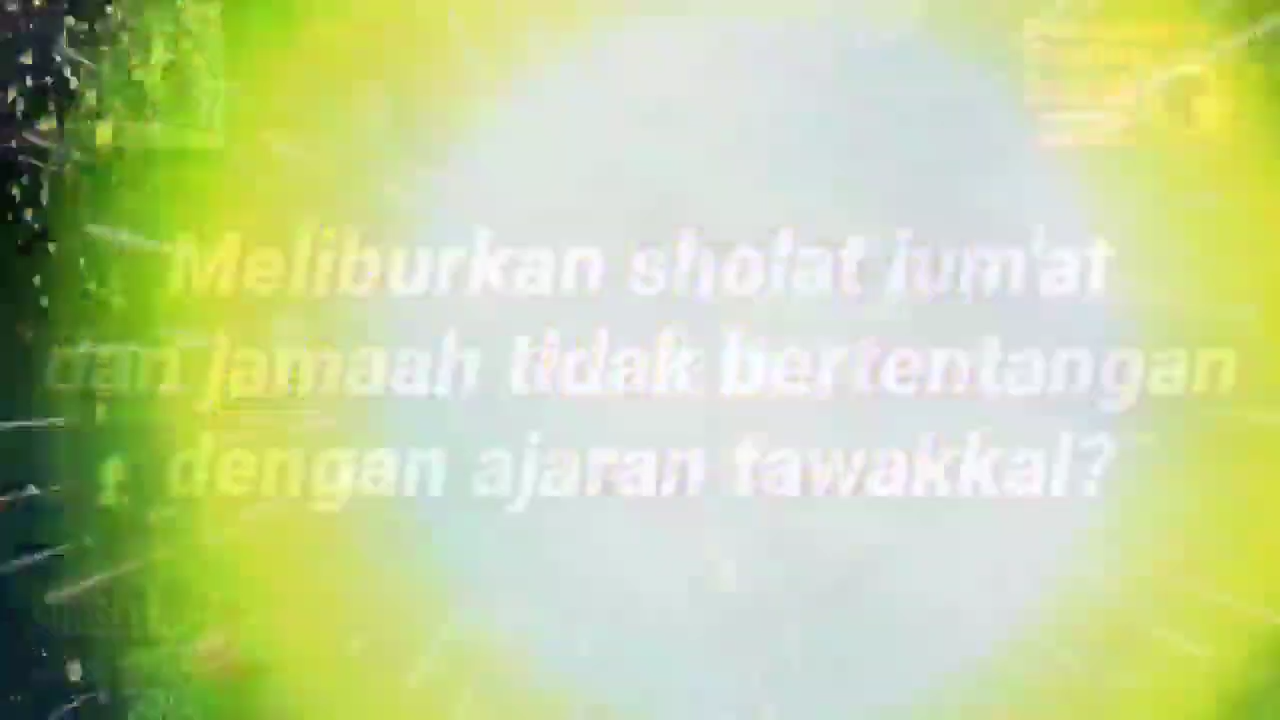 Meliburkan sholat jum'at
dan jamaah tidak bertentangan
dengan ajaran tawakkal?